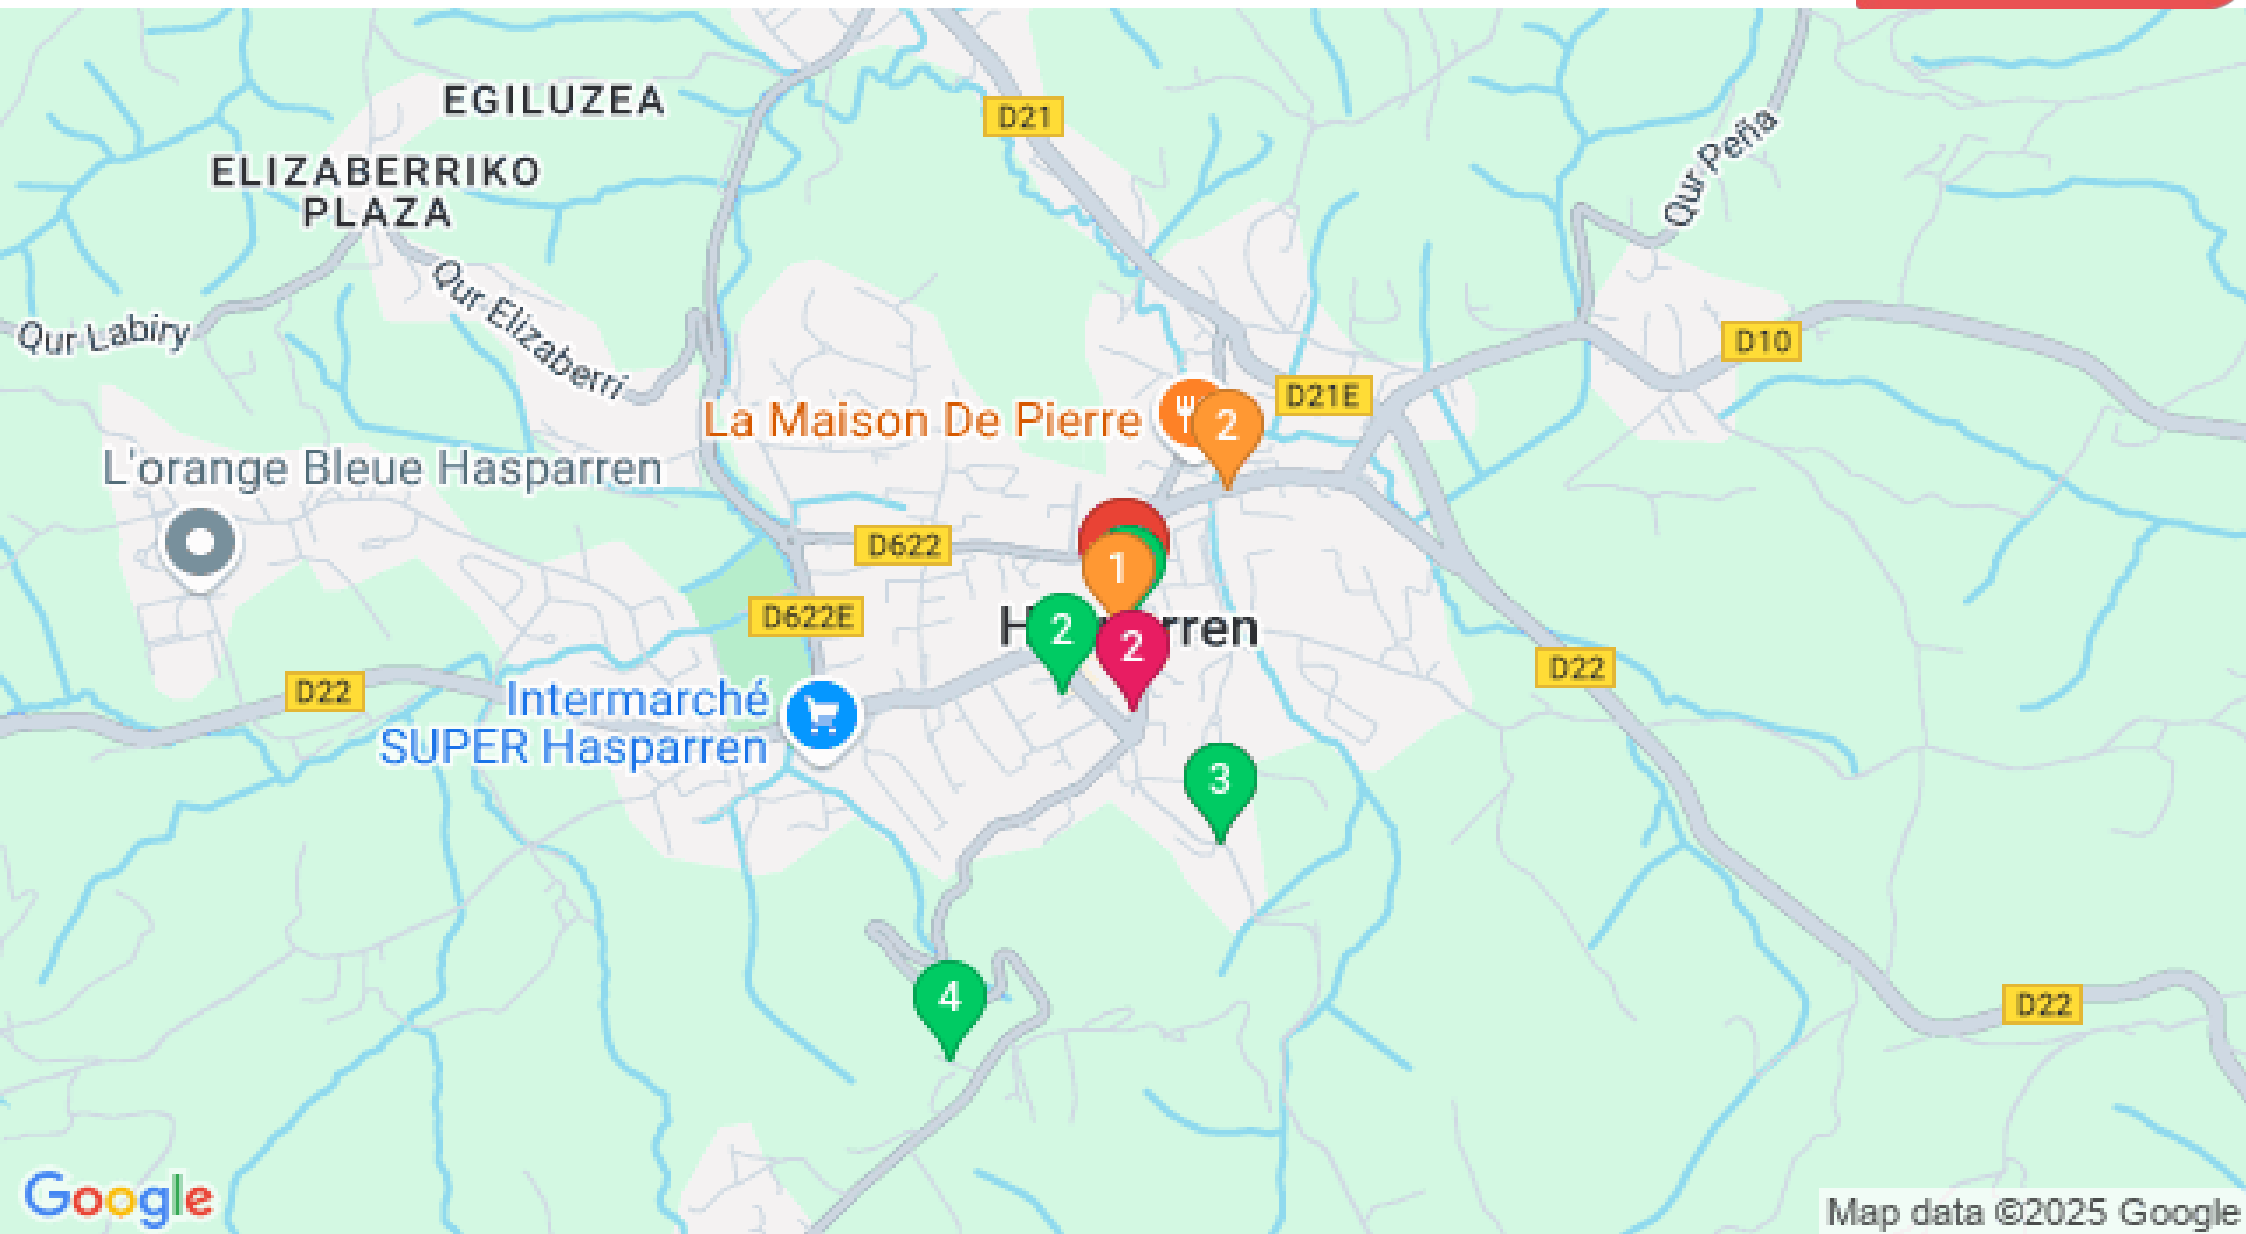 EGILUZEA
D21
Qur Peña
ELIZABERRIKO
PLAZA
Qur Elizaberri
Qur Labiry
D10
D21E
La Maison De Pierre
2
L'orange Bleue Hasparren
D622
1
D622E
2
2
D22
D22
Intermarché
SUPER Hasparren
3
4
D22
Google
Map data ©2025 Google